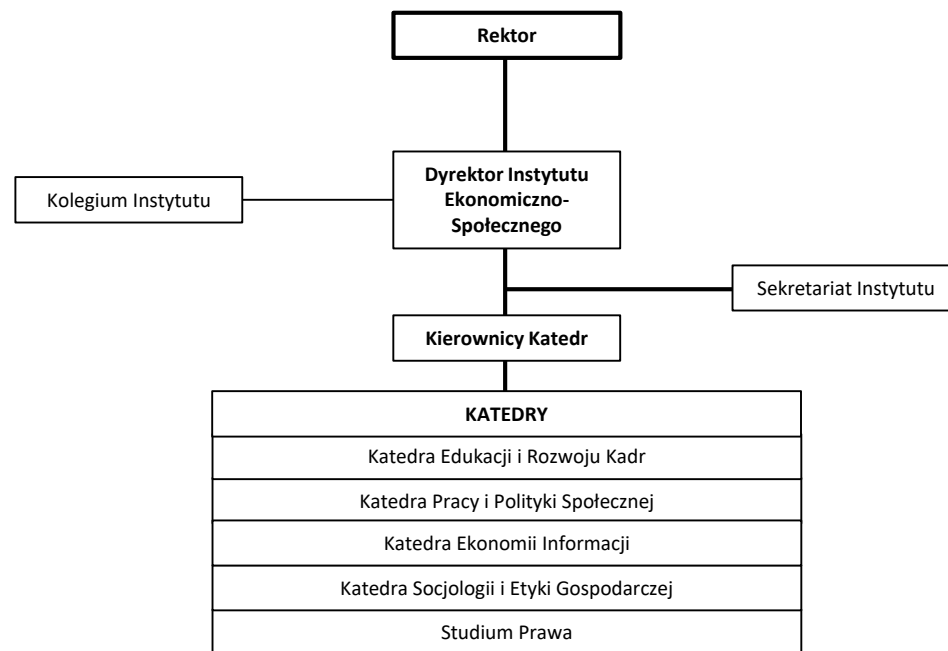 Rektor
Dyrektor Instytutu
Ekonomiczno-
Społecznego
Kolegium Instytutu
Sekretariat Instytutu
Kierownicy Katedr
KATEDRY
Katedra Edukacji i Rozwoju Kadr
Katedra Pracy i Polityki Społecznej
Katedra Ekonomii Informacji
Katedra Socjologii i Etyki Gospodarczej
Studium Prawa